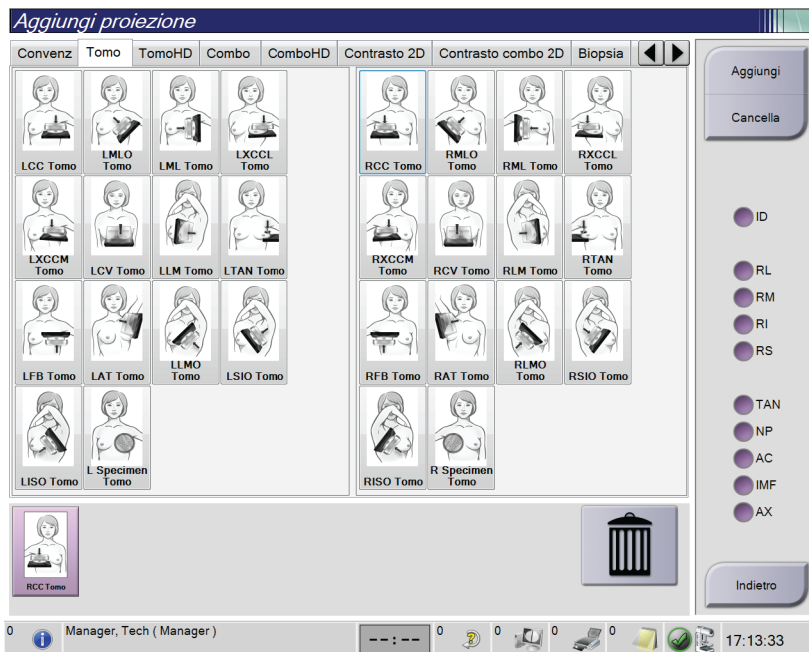 Aggiungi proiezione
Convenz Tomo TomoHD Combo ComboHD Contrasto 2D Contrasto combo 2D Biopsia
LCC Tomo
LMLO
Tomo
LML Tomo
LXCCL
Tomo
RCC Tomo
RMLO
Tomo
RML Tomo
RXCCL
Tomo
LXCCM
Tomo
LCV Tomo
LLM Tomo
LTAN Tomo
RXCCM
Tomo
RCV Tomo
RLM Tomo
RTAN
Tomo
LFB Tomo
LAT Tomo
LLMO
Tomo
LSIO Tomo
RFB Tomo
RAT Tomo
RLMO
Tomo
RSIO Tomo
LISO Tomo
L Specimen
Tomo
RISO Tomo
R Specimen
Tomo
RCC Tomo
Aggiungi
Cancella
ID
RL
RM
RI
RS
TAN
NP
AC
IMF
AX
Indietro
0 Manager, Tech ( Manager ) --:-- 0 0 0 0 17:13:33